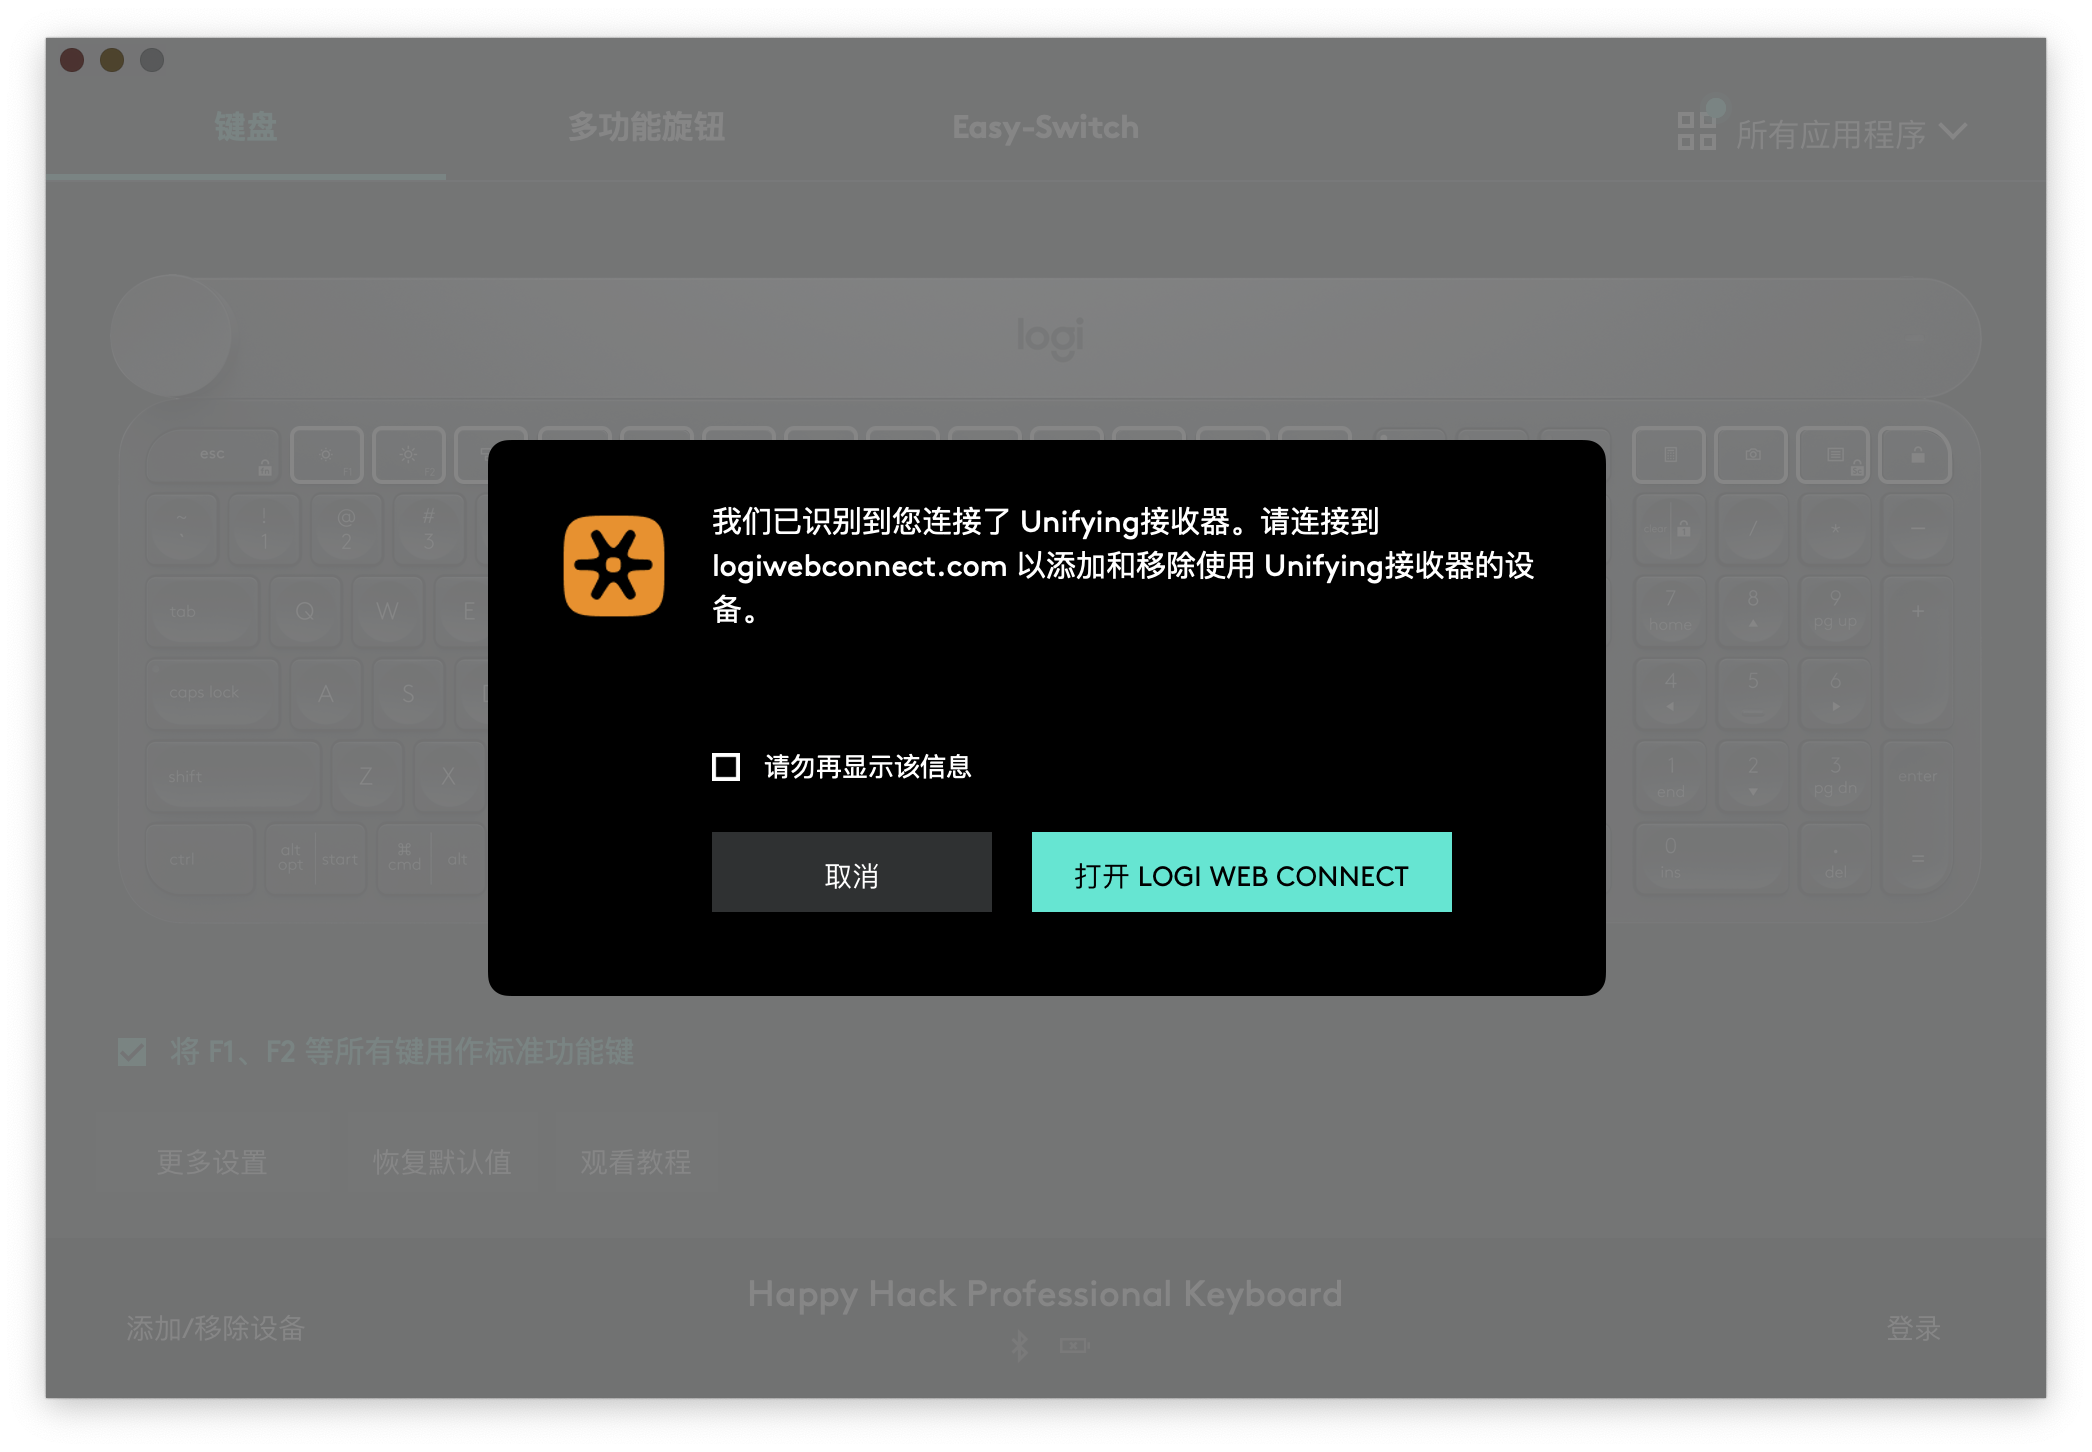 键盘
多功能旋钮
Easy-Switch
所有应用程序
logi
esc
F1
F2
~ ! @ #
` 1 2 3
clear / * −
tab Q W E
7 8 9 +
home pg up
caps lock A S
4 5 6
shift Z X
1 2 3 enter
end pg dn
ctrl alt opt start ⌘ cmd alt
0 . =
ins del
我们已识别到您连接了 Unifying接收器。请连接到
logiwebconnect.com 以添加和移除使用 Unifying接收器的设
备。
请勿再显示该信息
取消
打开 LOGI WEB CONNECT
将 F1、F2 等所有键用作标准功能键
更多设置
恢复默认值
观看教程
Happy Hack Professional Keyboard
添加/移除设备
登录